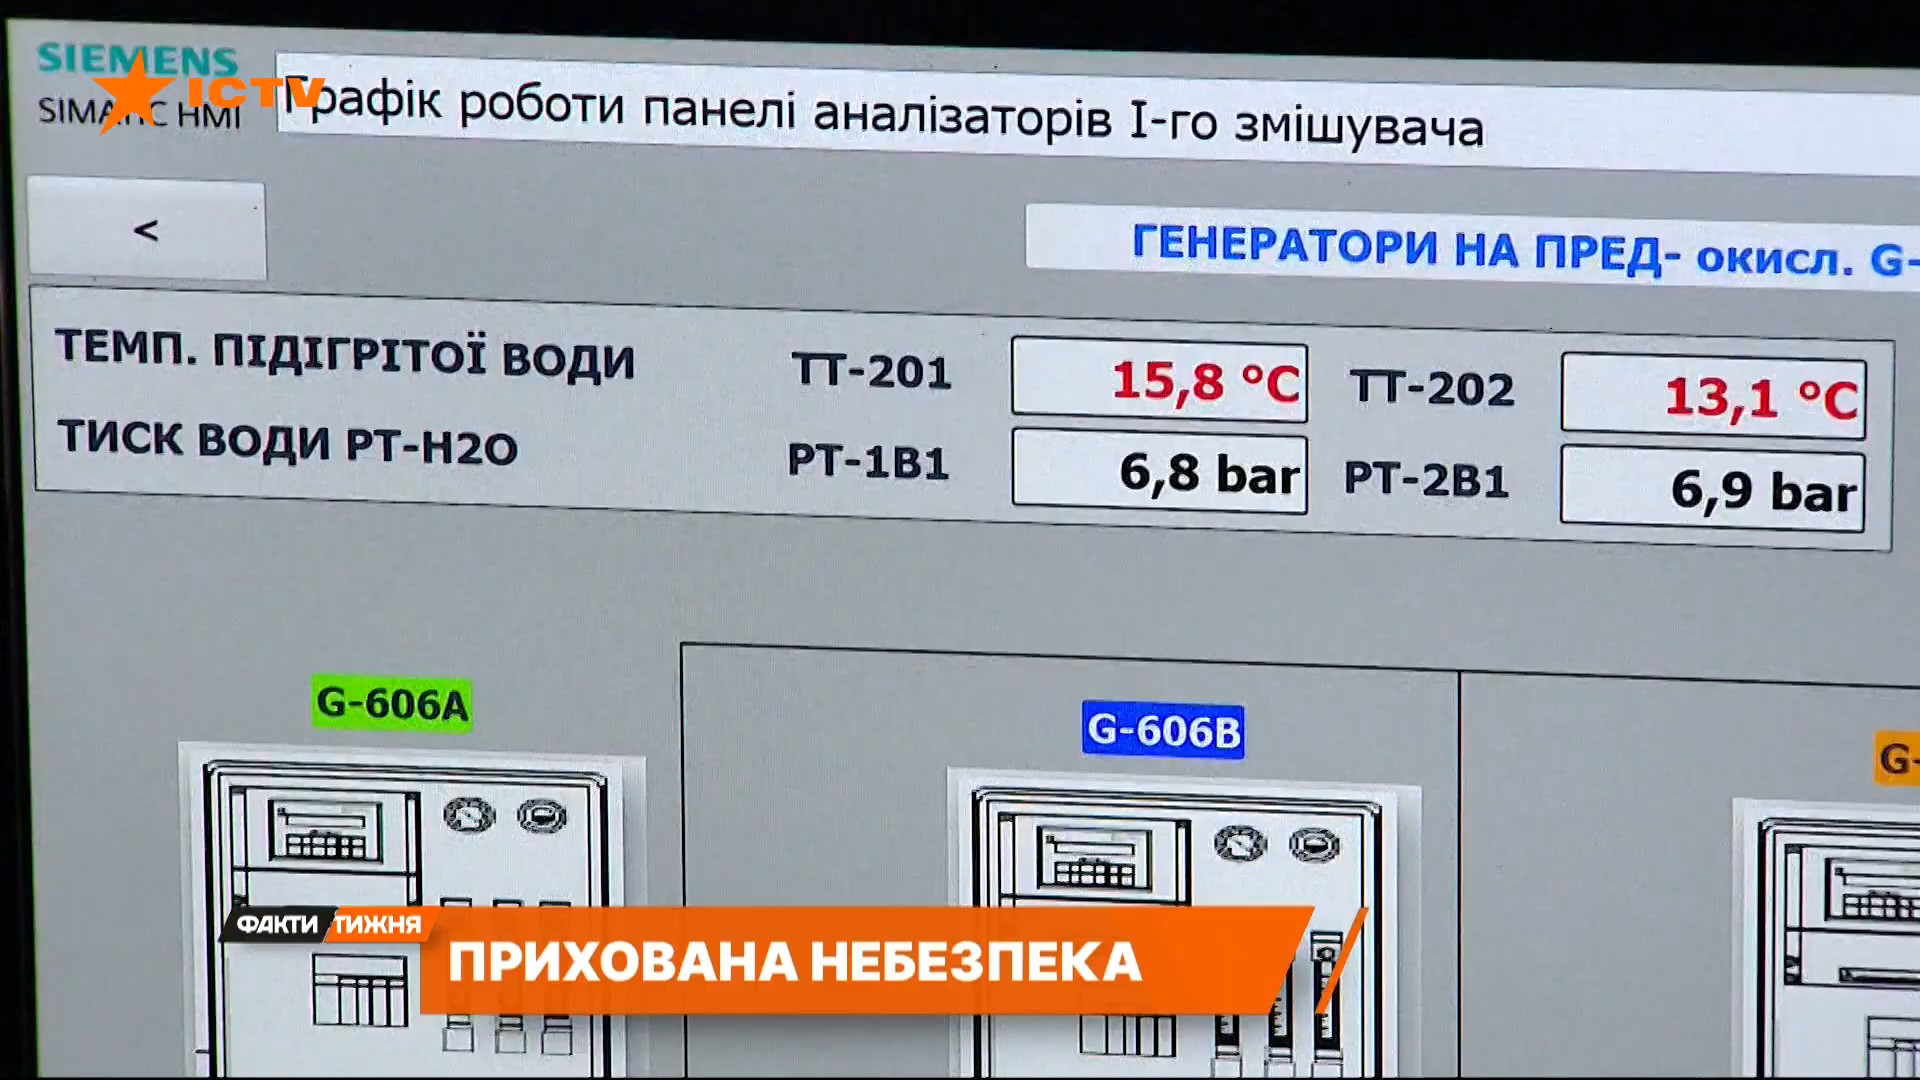 SIEMENS
SIMATIC HMI
ICTV
Графік роботи панелі аналізаторів І-го змішувача
<
ГЕНЕРАТОРИ НА ПРЕД- окисл. G-
ТЕМП. ПІДІГРІТОЇ ВОДИ TT-201 15,8 °C TT-202 13,1 °C
ТИСК ВОДИ PT-H2O PT-1B1 6,8 bar PT-2B1 6,9 bar
G-606A
G-606B
G-
ФАКТИ ТИЖНЯ
ПРИХОВАНА НЕБЕЗПЕКА